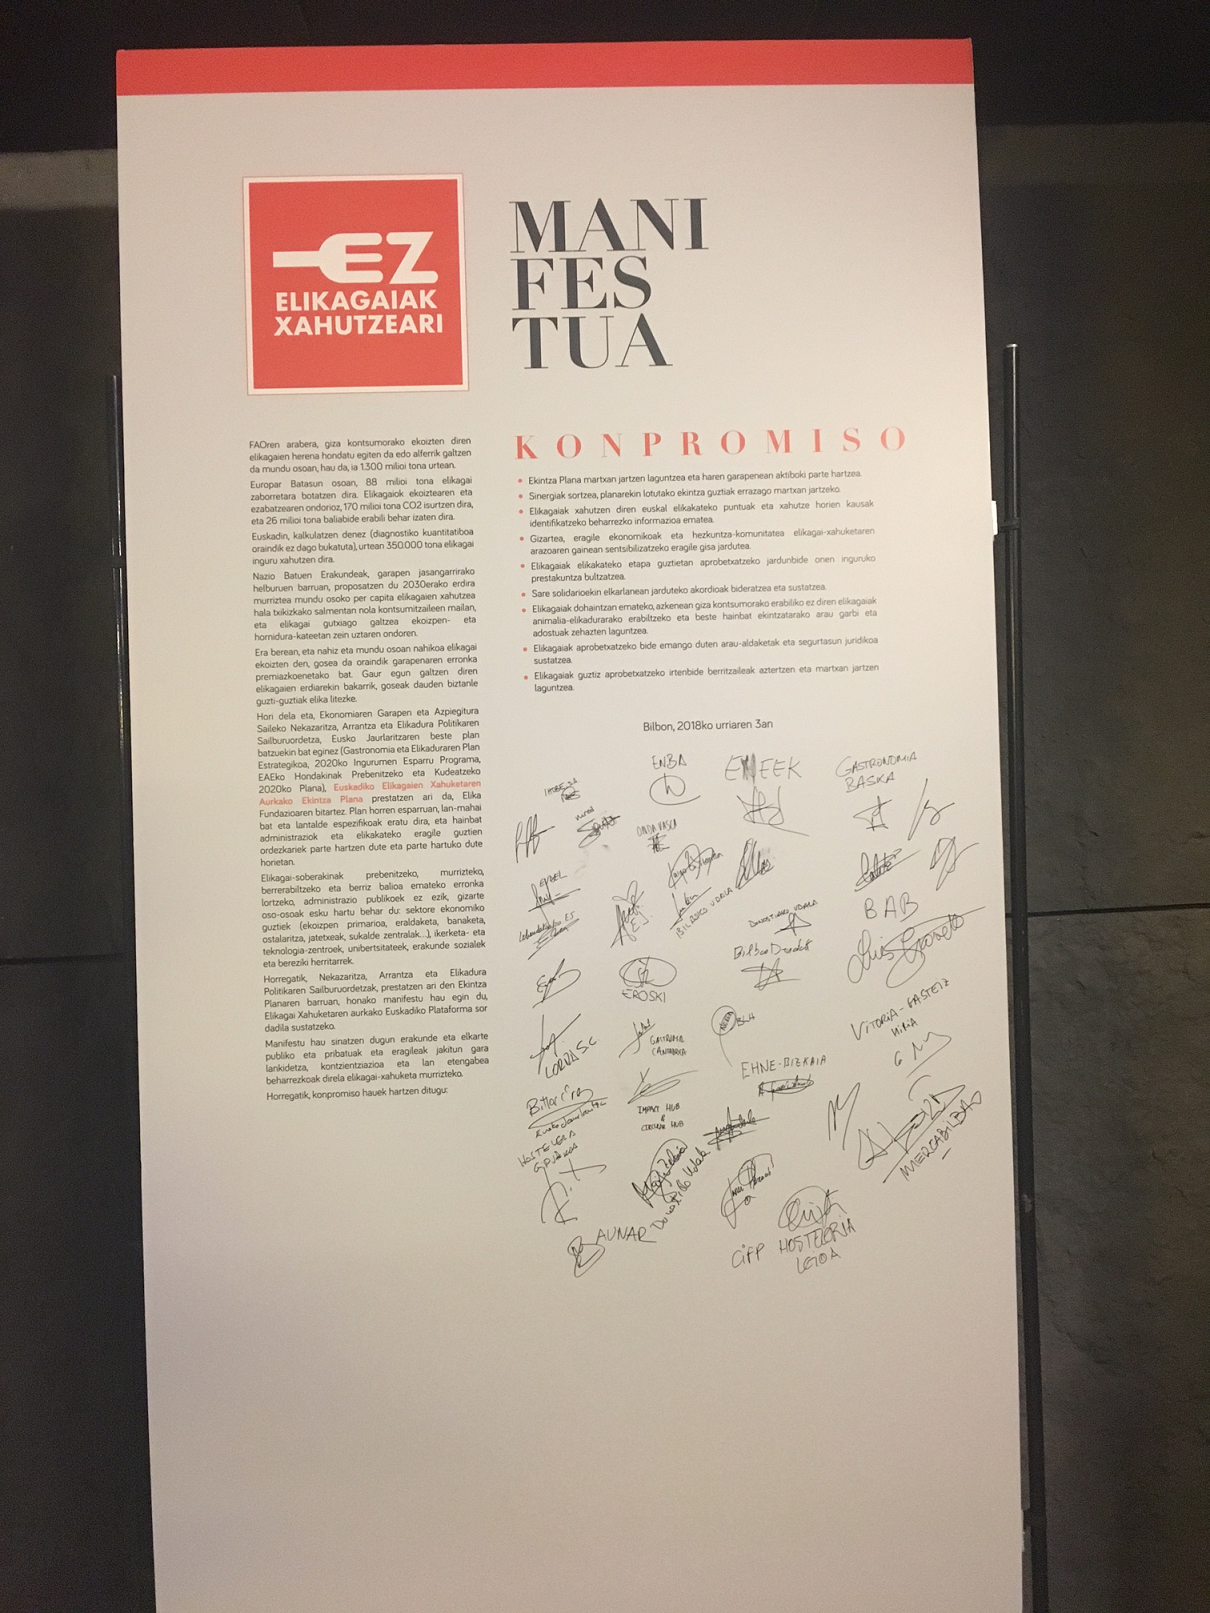 EZ
ELIKAGAIAK
XAHUTZEARI
MANI
FES
TUA
FAOren arabera, giza kontsumorako ekoizten diren
elikagaien herena hondatu egiten da edo alferrik galtzen
da mundu osoan, hau da, ia 1.300 milioi tona urtean.
Europar Batasun osoan, 88 milioi tona elikagai
zaborretara botatzen dira. Elikagaiok ekoiztearen eta
ezabatzearen ondorioz, 170 milioi tona CO2 isurtzen dira,
eta 26 milioi tona baliabide erabili behar izaten dira.
Euskadin, kalkulatzen denez (diagnostiko kuantitatiboa
oraindik ez dago bukatuta), urtean 350.000 tona elikagai
inguru xahutzen dira.
Nazio Batuen Erakundeak, garapen jasangarrirako
helburuen barruan, proposatzen du 2030erako erdira
murriztea mundu osoko per capita elikagaien xahutzea
hala txikizkako salmentan nola kontsumitzaileen mailan,
eta elikagai gutxiago galtzea ekoizpen- eta
hornidura-kateetan zein uztaren ondoren.
Era berean, eta nahiz eta mundu osoan nahikoa elikagai
ekoizten den, gosea da oraindik garapenaren erronka
premiazkoenetako bat. Gaur egun galtzen diren
elikagaien erdiarekin bakarrik, goseak dauden biztanle
guzti-guztiak elika litezke.
Hori dela eta, Ekonomiaren Garapen eta Azpiegitura
Saileko Nekazaritza, Arrantza eta Elikadura Politikaren
Sailburuordetza, Eusko Jaurlaritzaren beste plan
batzuekin bat eginez (Gastronomia eta Elikaduraren Plan
Estrategikoa, 2020ko Ingurumen Esparru Programa,
EAEko Hondakinak Prebenitzeko eta Kudeatzeko
2020ko Plana), Euskadiko Elikagaien Xahuketaren
Aurkako Ekintza Plana prestatzen ari da, Elika
Fundazioaren bitartez. Plan horren esparruan, lan-mahai
bat eta lantalde espezifikoak eratu dira, eta hainbat
administraziok eta elikakateko eragile guztien
ordezkariek parte hartzen dute eta parte hartuko dute
horietan.
Elikagai-soberakinak prebenitzeko, murrizteko,
berrerabiltzeko eta berriz balioa emateko erronka
lortzeko, administrazio publikoek ez ezik, gizarte
oso-osoak esku hartu behar du: sektore ekonomiko
guztiek (ekoizpen primarioa, eraldaketa, banaketa,
ostalaritza, jatetxeak, sukalde zentralak...), ikerketa- eta
teknologia-zentroek, unibertsitateek, erakunde sozialek
eta bereziki herritarrek.
Horregatik, Nekazaritza, Arrantza eta Elikadura
Politikaren Sailburuordetzak, prestatzen ari den Ekintza
Planaren barruan, honako manifestu hau egin du,
Elikagai Xahuketaren aurkako Euskadiko Plataforma sor
dadila sustatzeko.
Manifestu hau sinatzen dugun erakunde eta elkarte
publiko eta pribatuak eta eragileak jakitun gara
lankidetza, kontzientziazioa eta lan etengabea
beharrezkoak direla elikagai-xahuketa murrizteko.
Horregatik, konpromiso hauek hartzen ditugu:
KONPROMISO
• Ekintza Plana martxan jartzen laguntzea eta haren garapenean aktiboki parte hartzea.
• Sinergiak sortzea, planarekin lotutako ekintza guztiak errazago martxan jartzeko.
• Elikagaiak xahutzen diren euskal elikakateko puntuak eta xahutze horien kausak
identifikatzeko beharrezko informazioa ematea.
• Gizartea, eragile ekonomikoak eta hezkuntza-komunitatea elikagai-xahuketaren
arazoaren gainean sentsibilizatzeko eragile gisa jardutea.
• Elikagaiak elikakateko etapa guztietan aprobetxatzeko jardunbide onen inguruko
prestakuntza bultzatzea.
• Sare solidarioekin elkarlanean jarduteko akordioak bideratzea eta sustatzea.
• Elikagaiak dohaintzan emateko, azkenean giza kontsumorako erabiliko ez diren elikagaiak
animalia-elikadurarako erabiltzeko eta beste hainbat ekintzatarako arau garbi eta
adostuak zehazten laguntzea.
• Elikagaiak aprobetxatzeko bide emango duten arau-aldaketak eta segurtasun juridikoa
sustatzea.
• Elikagaiak guztiz aprobetxatzeko irtenbide berritzaileak aztertzen eta martxan jartzen
laguntzea.
Bilbon, 2018ko urriaren 3an
ENBA
GASTRONOMIA
BASKA
ONDA VASCA
BILBOKO UDALA
DONOSTIAKO UDALA
BAB
EROSKI
BCH
VITORIA-GASTEIZ
LORRA S.C
EHNE-BIZKAIA
IMPACT HUB
CIRCULAR HUB
MERCABILBAO
AUNAR
CIFP HOSTELERIA
LEIOA